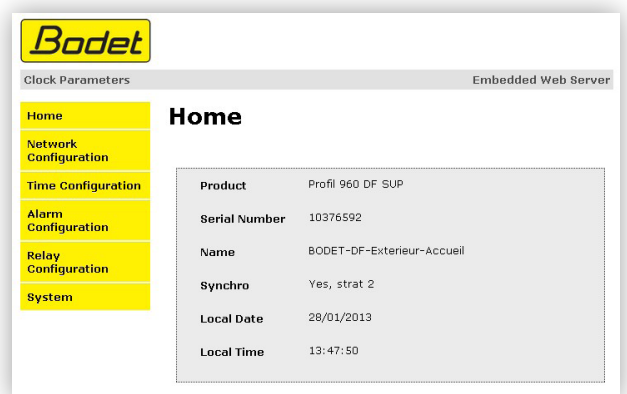 Bodet
Clock Parameters Embedded Web Server
Home
Network
Configuration
Time Configuration
Alarm
Configuration
Relay
Configuration
System
Home
Product Profil 960 DF SUP
Serial Number 10376592
Name BODET-DF-Exterieur-Accueil
Synchro Yes, strat 2
Local Date 28/01/2013
Local Time 13:47:50